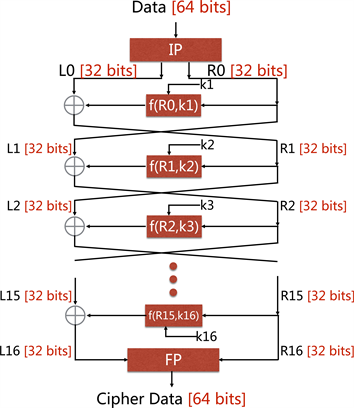 Data [64 bits]
IP
L0 [32 bits] R0 [32 bits]
k1
f(R0,k1)
k2
L1 [32 bits] R1 [32 bits]
f(R1,k2)
k3
L2 [32 bits] R2 [32 bits]
f(R2,k3)
L15 [32 bits] R15 [32 bits]
f(R15,k16)
k16
L16 [32 bits] R16 [32 bits]
FP
Cipher Data [64 bits]